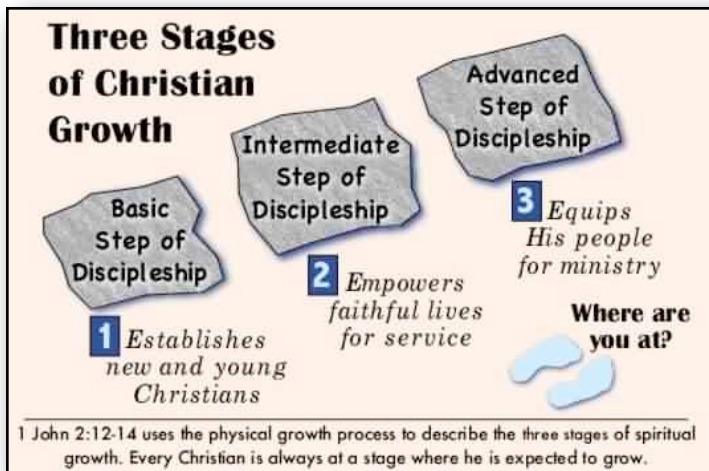 Three Stages
of Christian
Growth
Basic
Step of
Discipleship
1 Establishes
new and young
Christians
Intermediate
Step of
Discipleship
2 Empowers
faithful lives
for service
Advanced
Step of
Discipleship
3 Equips
His people
for ministry
Where are
you at?
1 John 2:12-14 uses the physical growth process to describe the three stages of spiritual
growth. Every Christian is always at a stage where he is expected to grow.